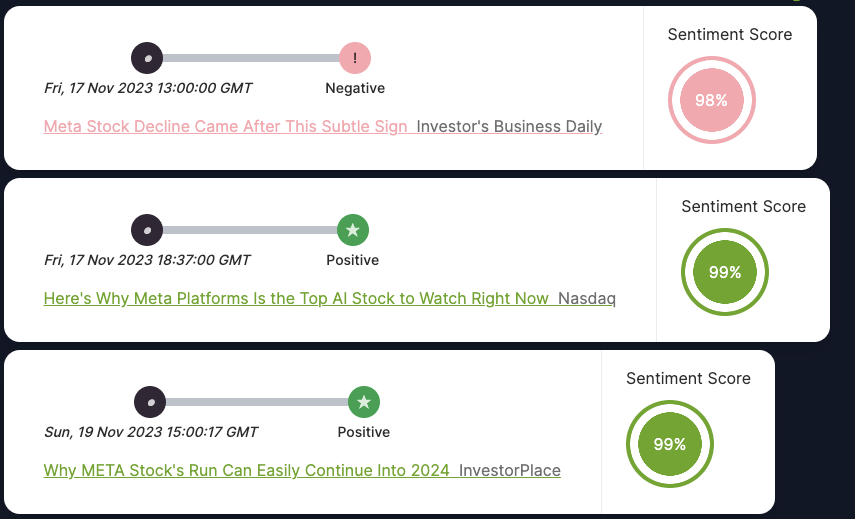 Sentiment Score
!
Fri, 17 Nov 2023 13:00:00 GMT
Negative
98%
Meta Stock Decline Came After This Subtle Sign Investor's Business Daily
Sentiment Score
Fri, 17 Nov 2023 18:37:00 GMT
Positive
99%
Here's Why Meta Platforms Is the Top AI Stock to Watch Right Now Nasdaq
Sentiment Score
Sun, 19 Nov 2023 15:00:17 GMT
Positive
99%
Why META Stock's Run Can Easily Continue Into 2024 InvestorPlace